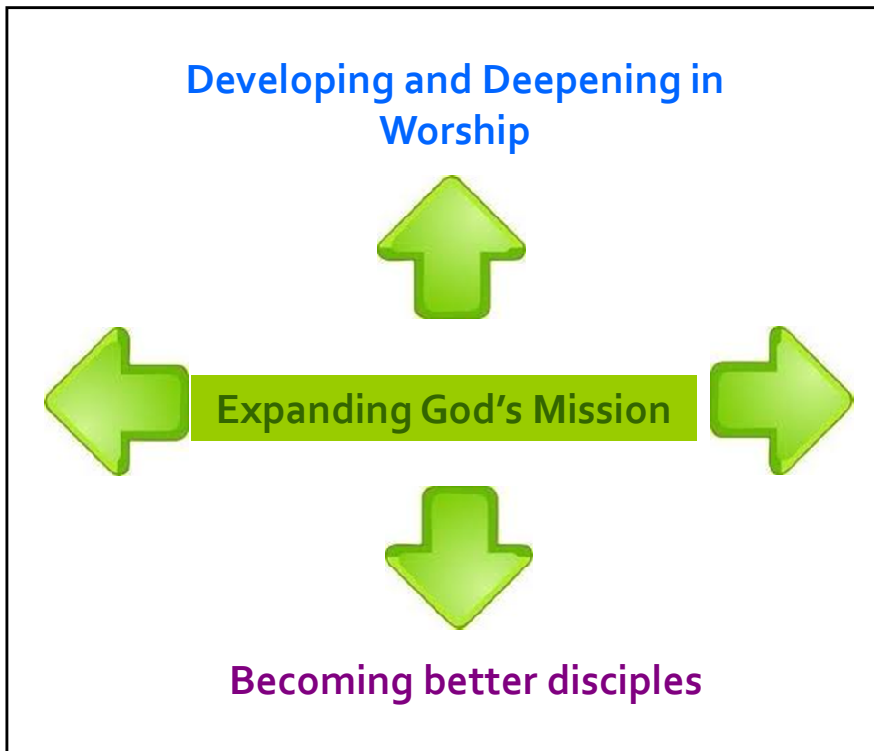 Developing and Deepening in
Worship
Expanding God’s Mission
Becoming better disciples